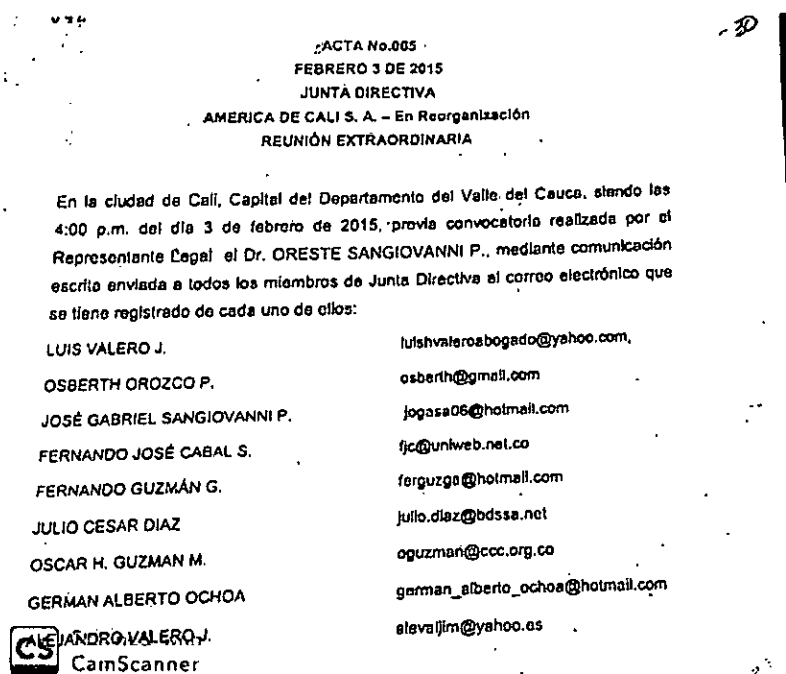 -30
ACTA No.005
FEBRERO 3 DE 2015
JUNTA DIRECTIVA
AMERICA DE CALI S. A. – En Reorganización
REUNIÓN EXTRAORDINARIA
En la ciudad de Cali, Capital del Departamento del Valle del Cauca, siendo las
4:00 p.m. del día 3 de febrero de 2015, previa convocatoria realizada por el
Representante Legal el Dr. ORESTE SANGIOVANNI P., mediante comunicación
escrita enviada a todos los miembros de Junta Directiva al correo electrónico que
se tiene registrado de cada uno de ellos:
LUIS VALERO J. luishvaleroabogado@yahoo.com,
OSBERTH OROZCO P. osberth@gmail.com
JOSÉ GABRIEL SANGIOVANNI P. jogasa06@hotmail.com
FERNANDO JOSÉ CABAL S. fjc@uniweb.net.co
FERNANDO GUZMÁN G. ferguzga@hotmail.com
JULIO CESAR DIAZ julio.diaz@bdssa.net
OSCAR H. GUZMAN M. oguzman@ccc.org.co
GERMAN ALBERTO OCHOA german_alberto_ochoa@hotmail.com
ALEJANDRO VALERO J. alevaljim@yahoo.es
CS CamScanner